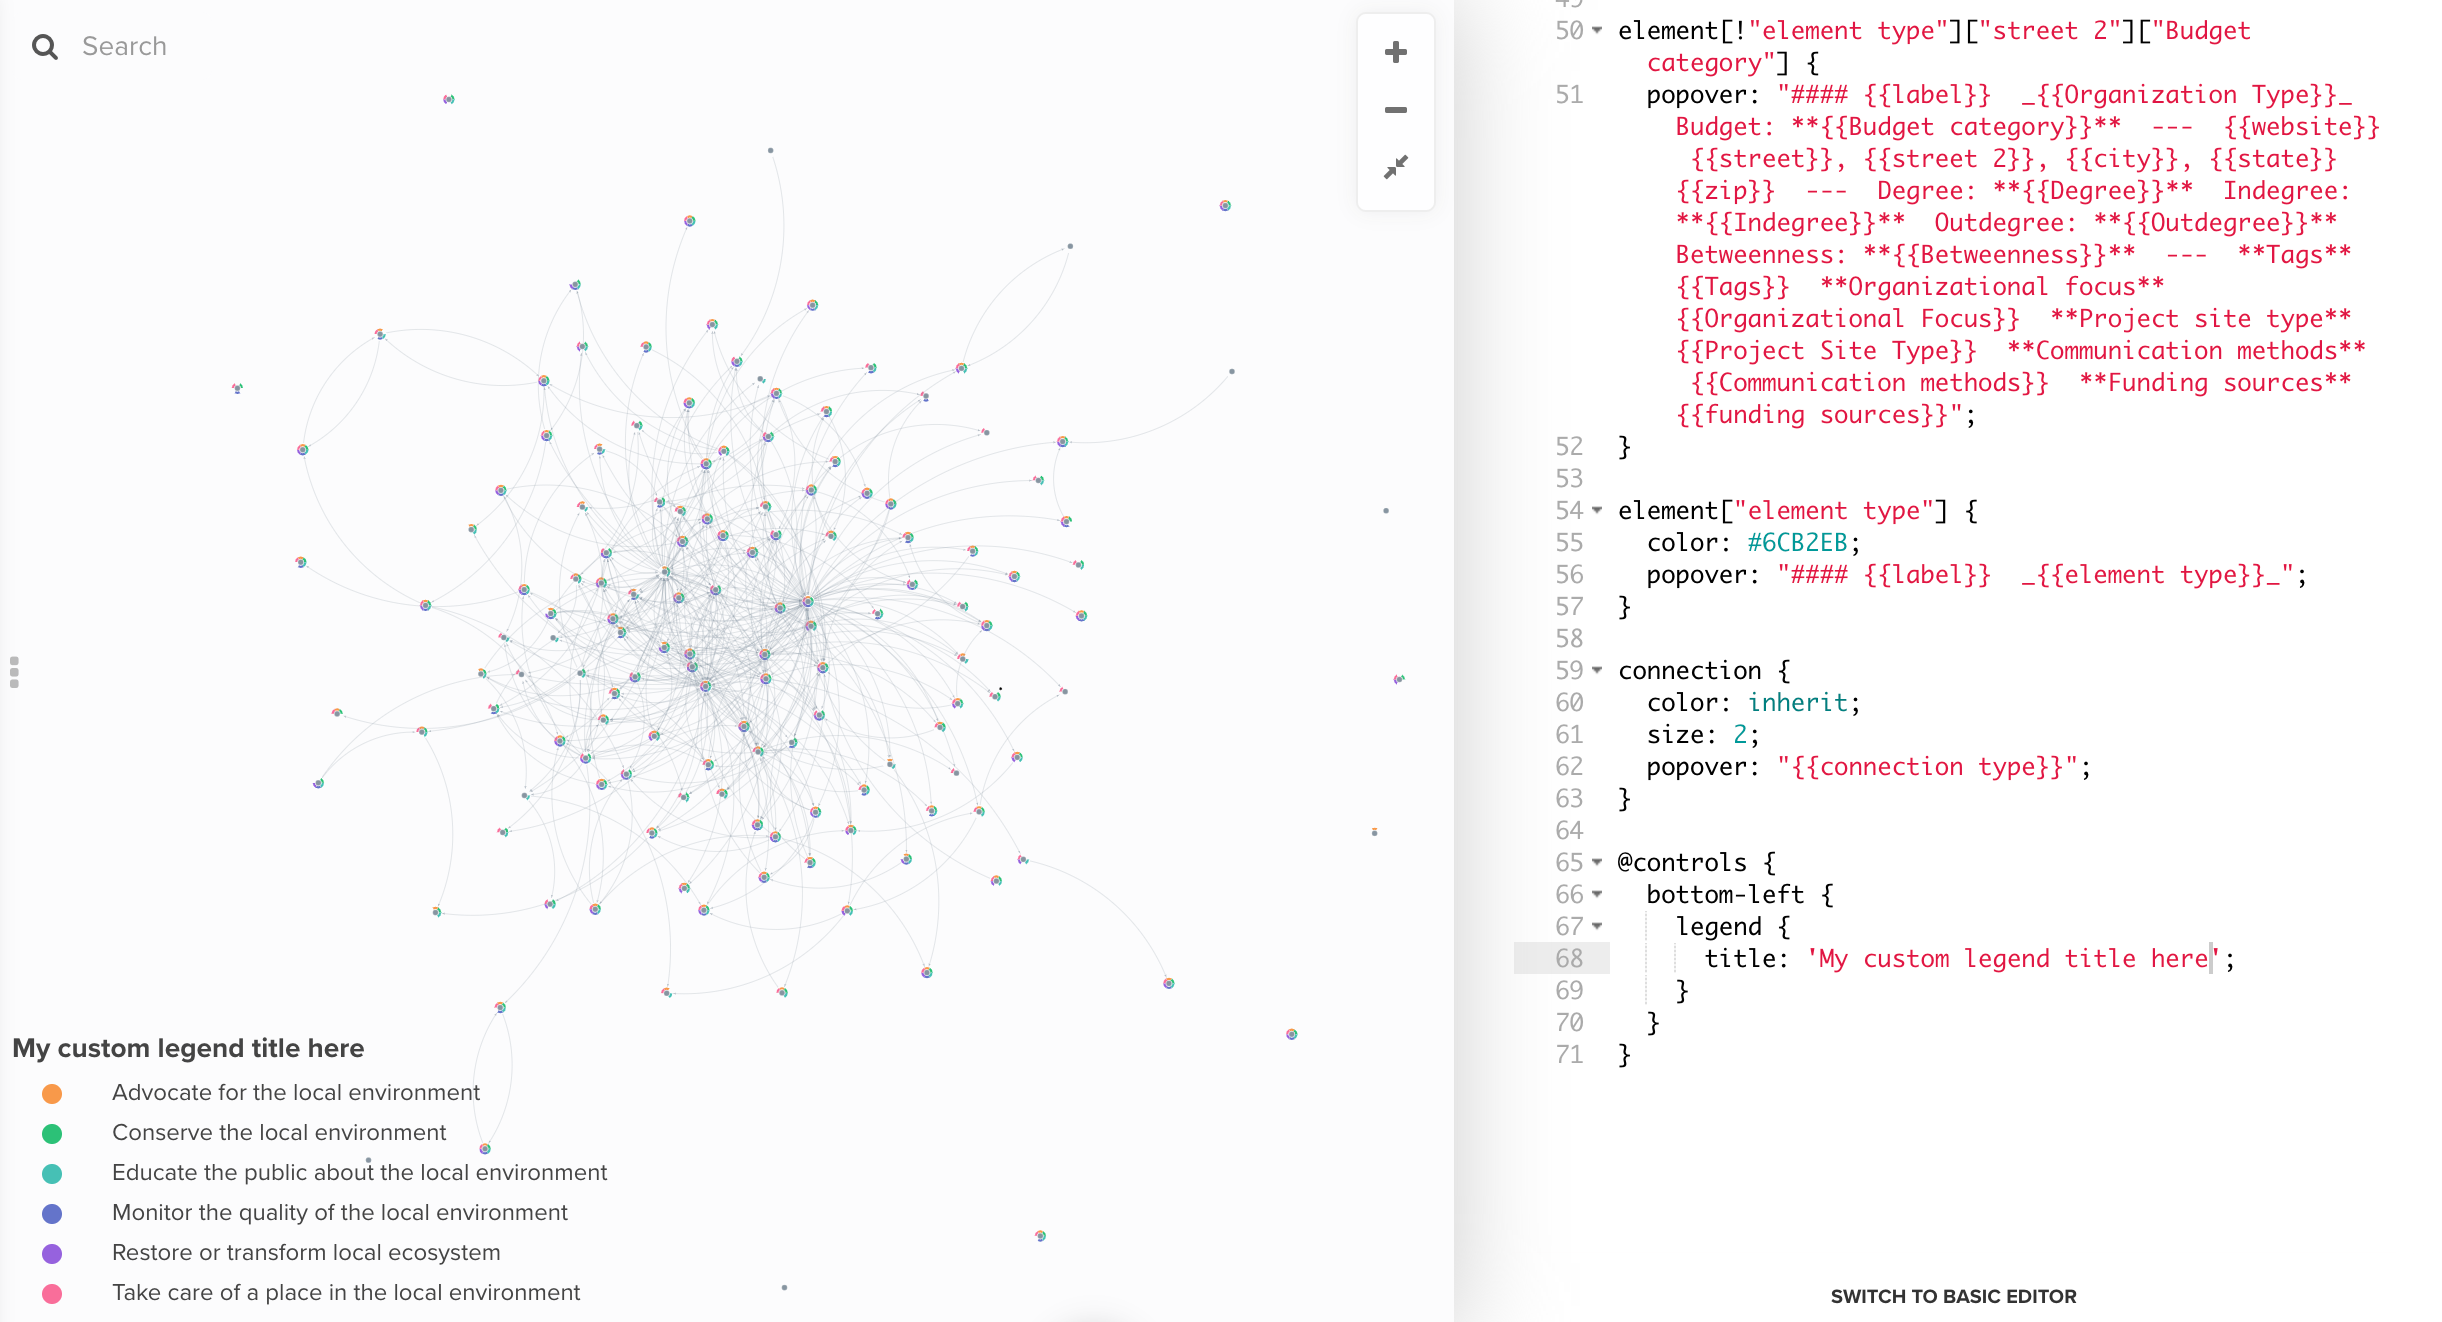 Search
My custom legend title here
Advocate for the local environment
Conserve the local environment
Educate the public about the local environment
Monitor the quality of the local environment
Restore or transform local ecosystem
Take care of a place in the local environment
49
50 element[!"element type"]["street 2"]["Budget
category"] {
51 popover: "#### {{label}}  _{{Organization Type}}_
Budget: **{{Budget category}}**  ---  {{website}}
{{street}}, {{street 2}}, {{city}}, {{state}}
{{zip}}  ---  Degree: **{{Degree}}**  Indegree:
**{{Indegree}}**  Outdegree: **{{Outdegree}}**
Betweenness: **{{Betweenness}}**  ---  **Tags**
{{Tags}}  **Organizational focus**
{{Organizational Focus}}  **Project site type**
{{Project Site Type}}  **Communication methods**
{{Communication methods}}  **Funding sources**
{{funding sources}}";
52 }
53
54 element["element type"] {
55 color: #6CB2EB;
56 popover: "#### {{label}}  _{{element type}}_";
57 }
58
59 connection {
60 color: inherit;
61 size: 2;
62 popover: "{{connection type}}";
63 }
64
65 @controls {
66 bottom-left {
67 legend {
68 title: 'My custom legend title here';
69 }
70 }
71 }
SWITCH TO BASIC EDITOR